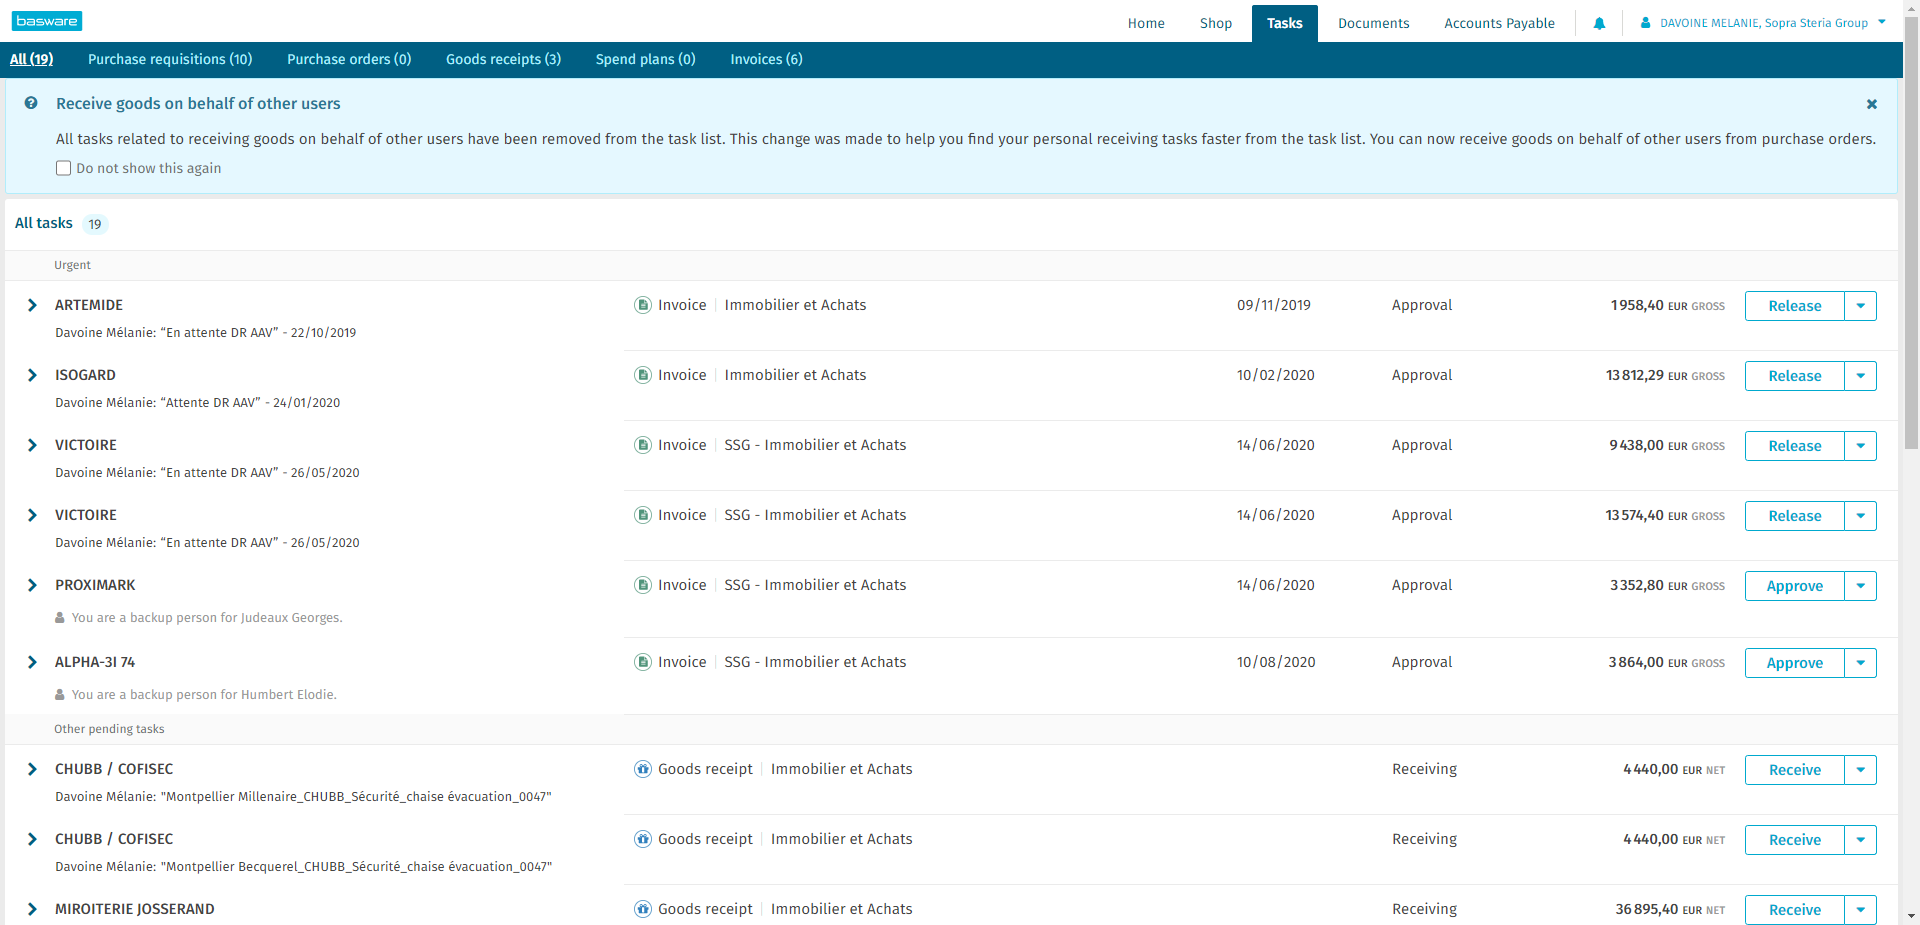 basware
Home Shop Tasks Documents Accounts Payable DAVOINE MELANIE, Sopra Steria Group
All (19) Purchase requisitions (10) Purchase orders (0) Goods receipts (3) Spend plans (0) Invoices (6)
Receive goods on behalf of other users
All tasks related to receiving goods on behalf of other users have been removed from the task list. This change was made to help you find your personal receiving tasks faster from the task list. You can now receive goods on behalf of other users from purchase orders.
Do not show this again
All tasks 19
Urgent
ARTEMIDE Invoice Immobilier et Achats 09/11/2019 Approval 1 958,40 EUR GROSS Release
Davoine Mélanie: “En attente DR AAV” - 22/10/2019
ISOGARD Invoice Immobilier et Achats 10/02/2020 Approval 13 812,29 EUR GROSS Release
Davoine Mélanie: “Attente DR AAV” - 24/01/2020
VICTOIRE Invoice SSG - Immobilier et Achats 14/06/2020 Approval 9 438,00 EUR GROSS Release
Davoine Mélanie: “En attente DR AAV” - 26/05/2020
VICTOIRE Invoice SSG - Immobilier et Achats 14/06/2020 Approval 13 574,40 EUR GROSS Release
Davoine Mélanie: “En attente DR AAV” - 26/05/2020
PROXIMARK Invoice SSG - Immobilier et Achats 14/06/2020 Approval 3 352,80 EUR GROSS Approve
You are a backup person for Judeaux Georges.
ALPHA-3I 74 Invoice SSG - Immobilier et Achats 10/08/2020 Approval 3 864,00 EUR GROSS Approve
You are a backup person for Humbert Elodie.
Other pending tasks
CHUBB / COFISEC Goods receipt Immobilier et Achats Receiving 4 440,00 EUR NET Receive
Davoine Mélanie: "Montpellier Millenaire_CHUBB_Sécurité_chaise évacuation_0047"
CHUBB / COFISEC Goods receipt Immobilier et Achats Receiving 4 440,00 EUR NET Receive
Davoine Mélanie: "Montpellier Becquerel_CHUBB_Sécurité_chaise évacuation_0047"
MIROITERIE JOSSERAND Goods receipt Immobilier et Achats Receiving 36 895,40 EUR NET Receive